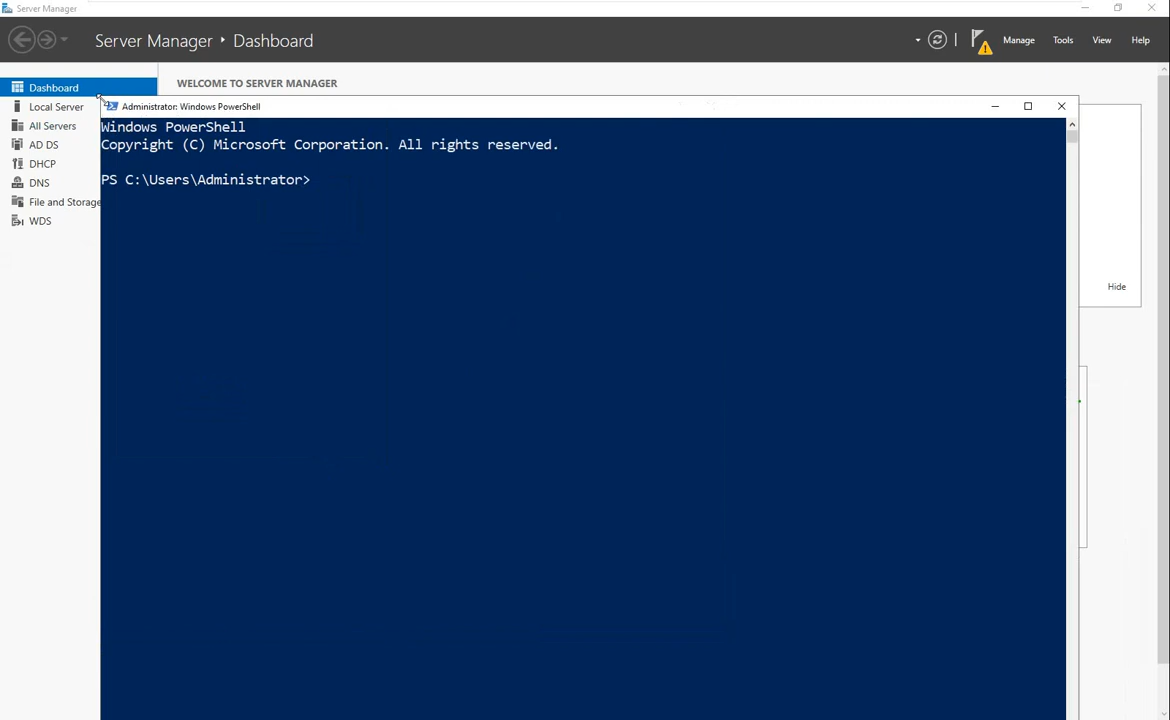 Server Manager
Server Manager ‣ Dashboard
Manage Tools View Help
Dashboard
Local Server
All Servers
AD DS
DHCP
DNS
File and Storage
WDS
WELCOME TO SERVER MANAGER
Administrator: Windows PowerShell
Windows PowerShell
Copyright (C) Microsoft Corporation. All rights reserved.
PS C:\Users\Administrator>
Hide